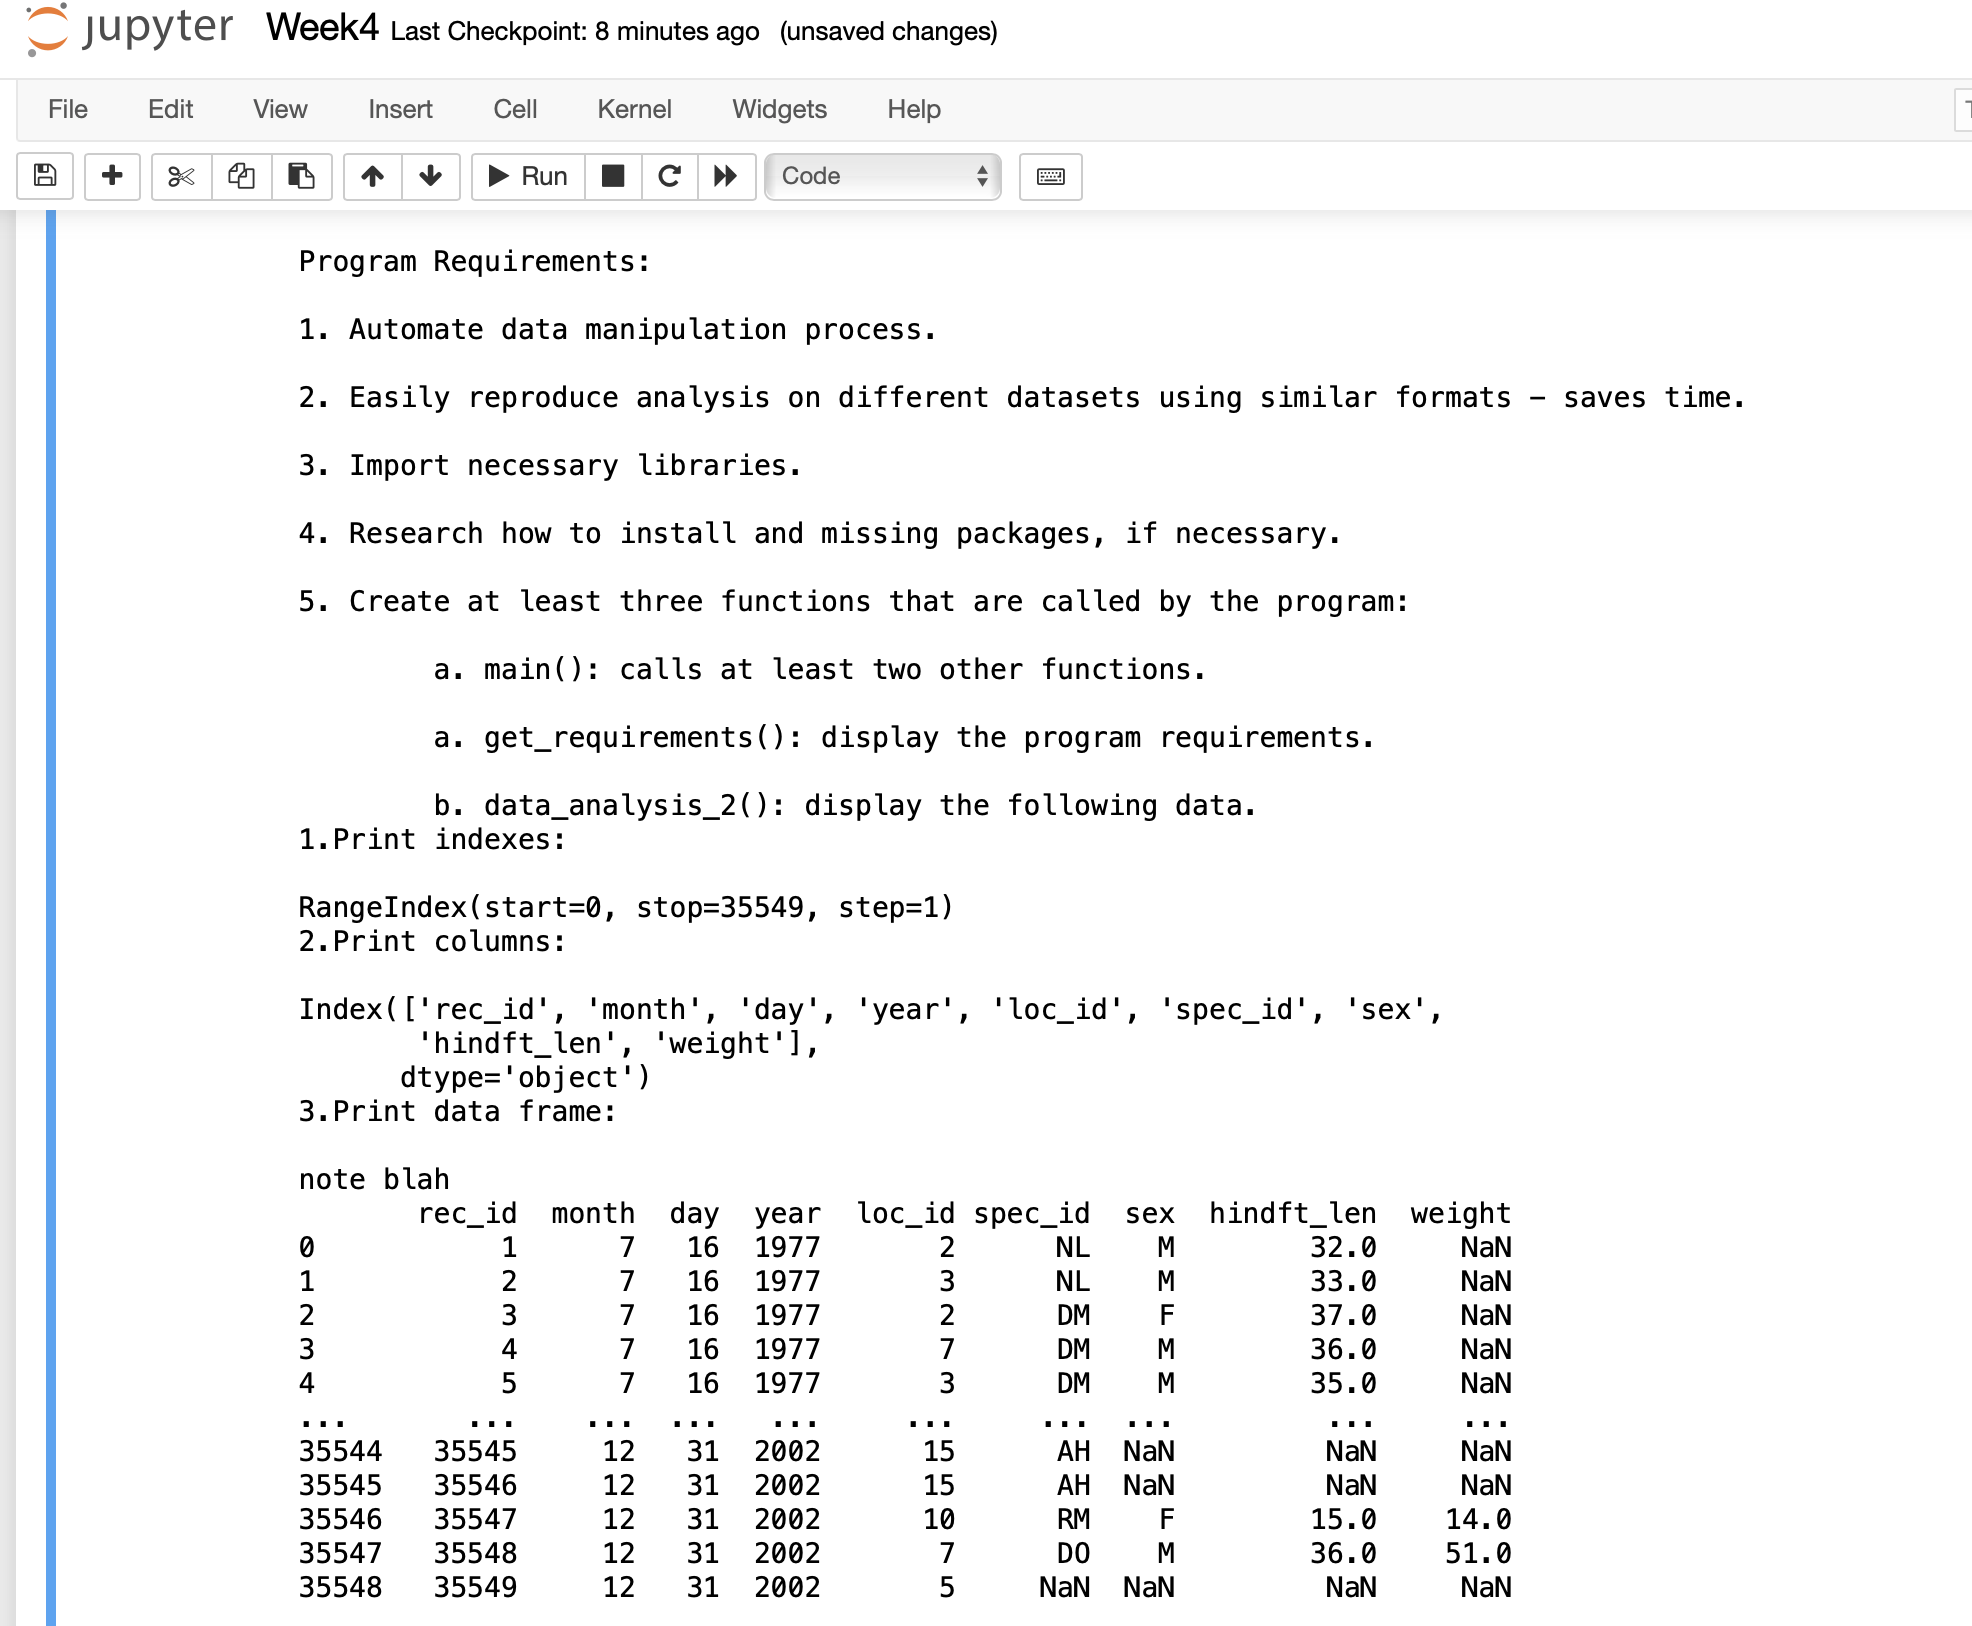 jupyter Week4 Last Checkpoint: 8 minutes ago (unsaved changes)
File Edit View Insert Cell Kernel Widgets Help
Run Code
Program Requirements:
1. Automate data manipulation process.
2. Easily reproduce analysis on different datasets using similar formats – saves time.
3. Import necessary libraries.
4. Research how to install and missing packages, if necessary.
5. Create at least three functions that are called by the program:
a. main(): calls at least two other functions.
a. get_requirements(): display the program requirements.
b. data_analysis_2(): display the following data.
1.Print indexes:
RangeIndex(start=0, stop=35549, step=1)
2.Print columns:
Index(['rec_id', 'month', 'day', 'year', 'loc_id', 'spec_id', 'sex',
'hindft_len', 'weight'],
dtype='object')
3.Print data frame:
note blah
rec_id month day year loc_id spec_id sex hindft_len weight
0 1 7 16 1977 2 NL M 32.0 NaN
1 2 7 16 1977 3 NL M 33.0 NaN
2 3 7 16 1977 2 DM F 37.0 NaN
3 4 7 16 1977 7 DM M 36.0 NaN
4 5 7 16 1977 3 DM M 35.0 NaN
... ... ... ... ... ... ... ... ... ...
35544 35545 12 31 2002 15 AH NaN NaN NaN
35545 35546 12 31 2002 15 AH NaN NaN NaN
35546 35547 12 31 2002 10 RM F 15.0 14.0
35547 35548 12 31 2002 7 DO M 36.0 51.0
35548 35549 12 31 2002 5 NaN NaN NaN NaN